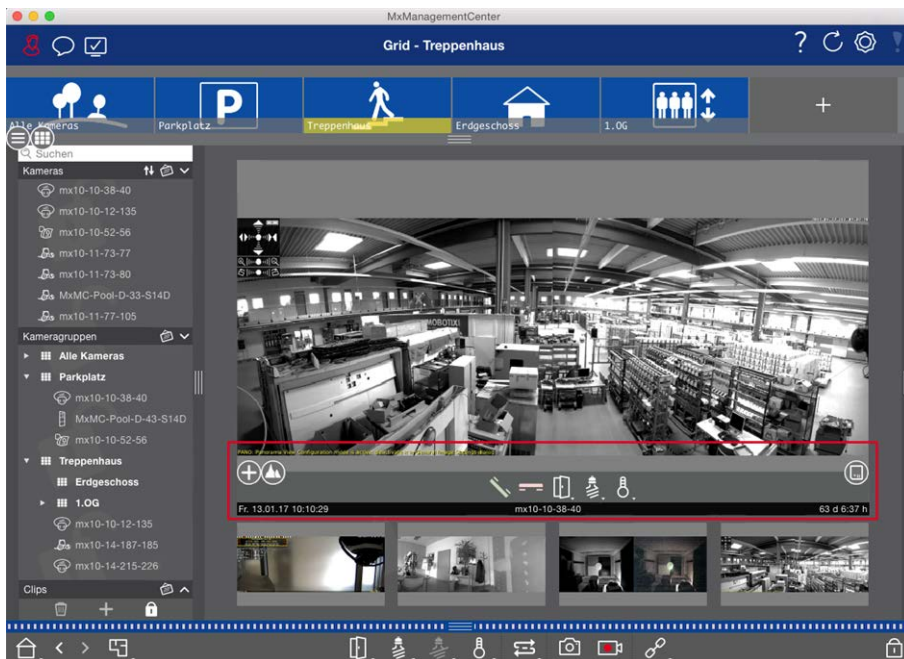 MxManagementCenter
Grid - Treppenhaus
Alle Kameras
Parkplatz
Treppenhaus
Erdgeschoss
1.OG
Suchen
Kameras
mx10-10-38-40
mx10-10-12-135
mx10-10-52-56
mx10-11-73-77
mx10-11-73-80
MxMC-Pool-D-33-S14D
mx10-11-77-105
Kameragruppen
Alle Kameras
Parkplatz
mx10-10-38-40
MxMC-Pool-D-43-S14D
mx10-10-52-56
Treppenhaus
Erdgeschoss
1.OG
mx10-10-12-135
mx10-14-187-185
mx10-14-215-226
Clips
MOBOTIX
Fr. 13.01.17 10:10:29
mx10-10-38-40
63 d 6:37 h